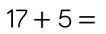 17 + 5 =